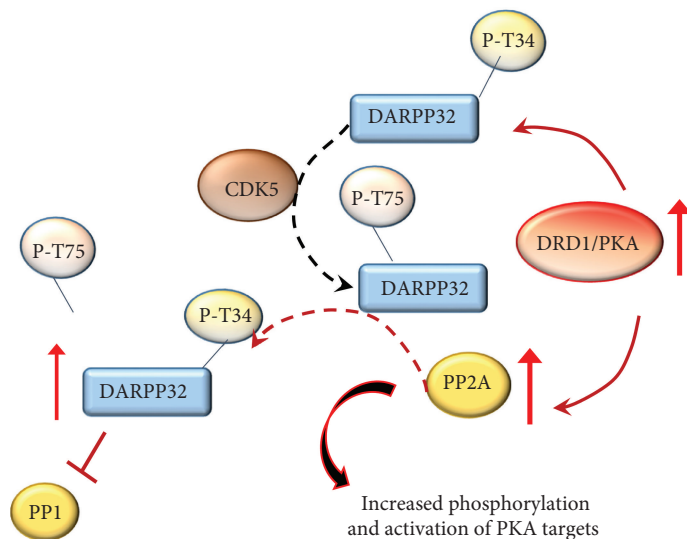 P-T34
DARPP32
CDK5
P-T75
DRD1/PKA
P-T75
DARPP32
P-T34
DARPP32
PP2A
PP1
Increased phosphorylation
and activation of PKA targets